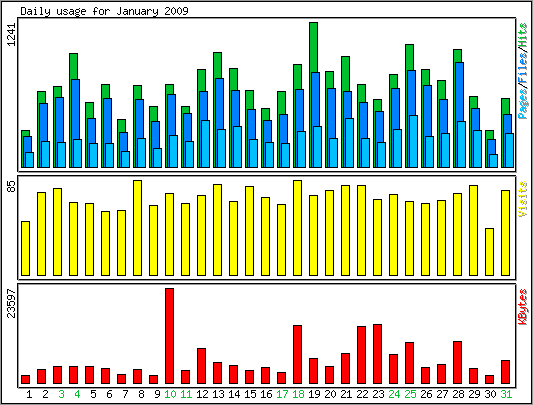 Daily usage for January 2009
1241
Pages/Files/Hits
85
Visits
23597
KBytes
1 2 3 4 5 6 7 8 9 10 11 12 13 14 15 16 17 18 19 20 21 22 23 24 25 26 27 28 29 30 31